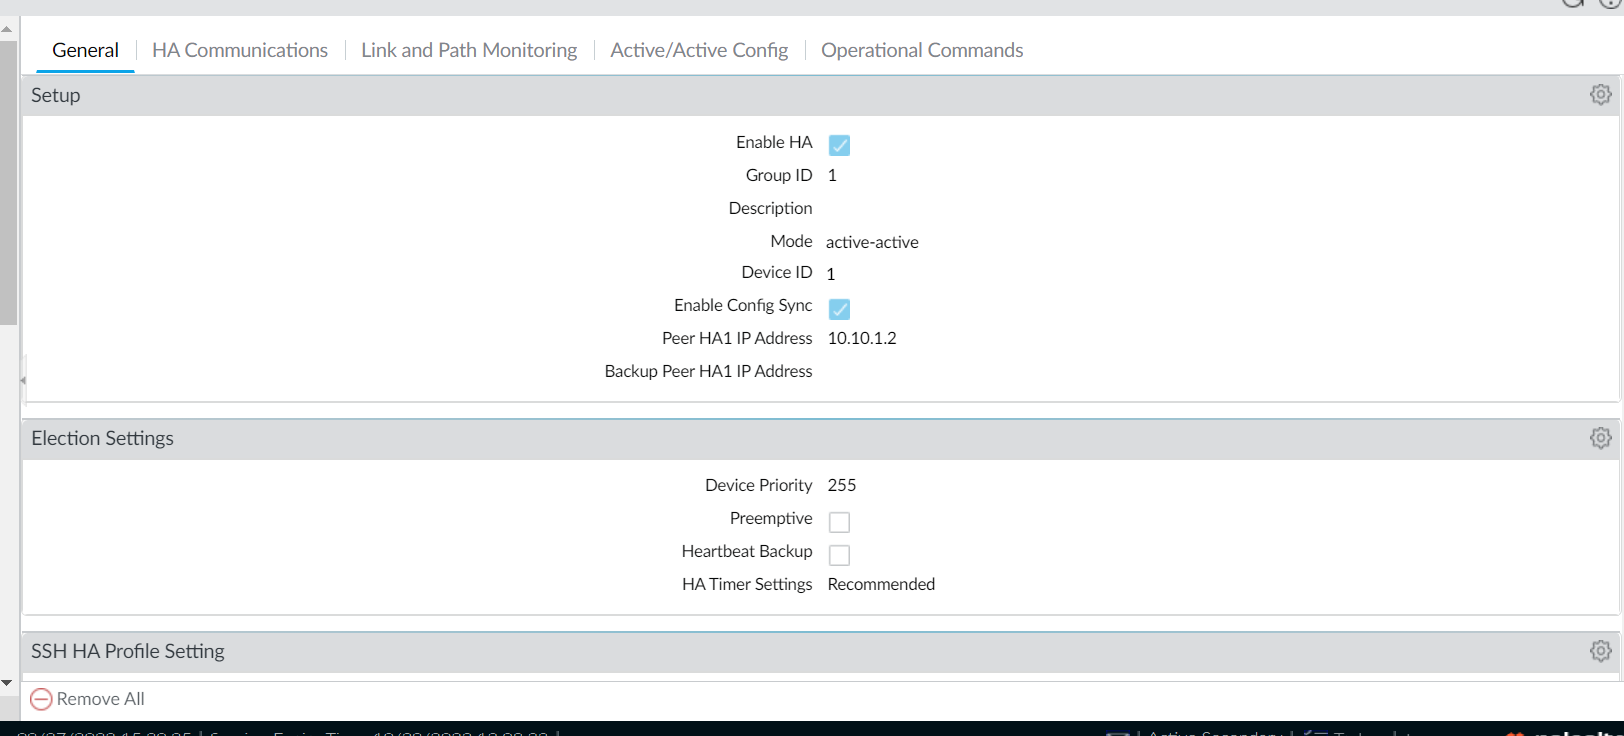 General HA Communications Link and Path Monitoring Active/Active Config Operational Commands
Setup
Enable HA
Group ID 1
Description
Mode active-active
Device ID 1
Enable Config Sync
Peer HA1 IP Address 10.10.1.2
Backup Peer HA1 IP Address
Election Settings
Device Priority 255
Preemptive
Heartbeat Backup
HA Timer Settings Recommended
SSH HA Profile Setting
Remove All